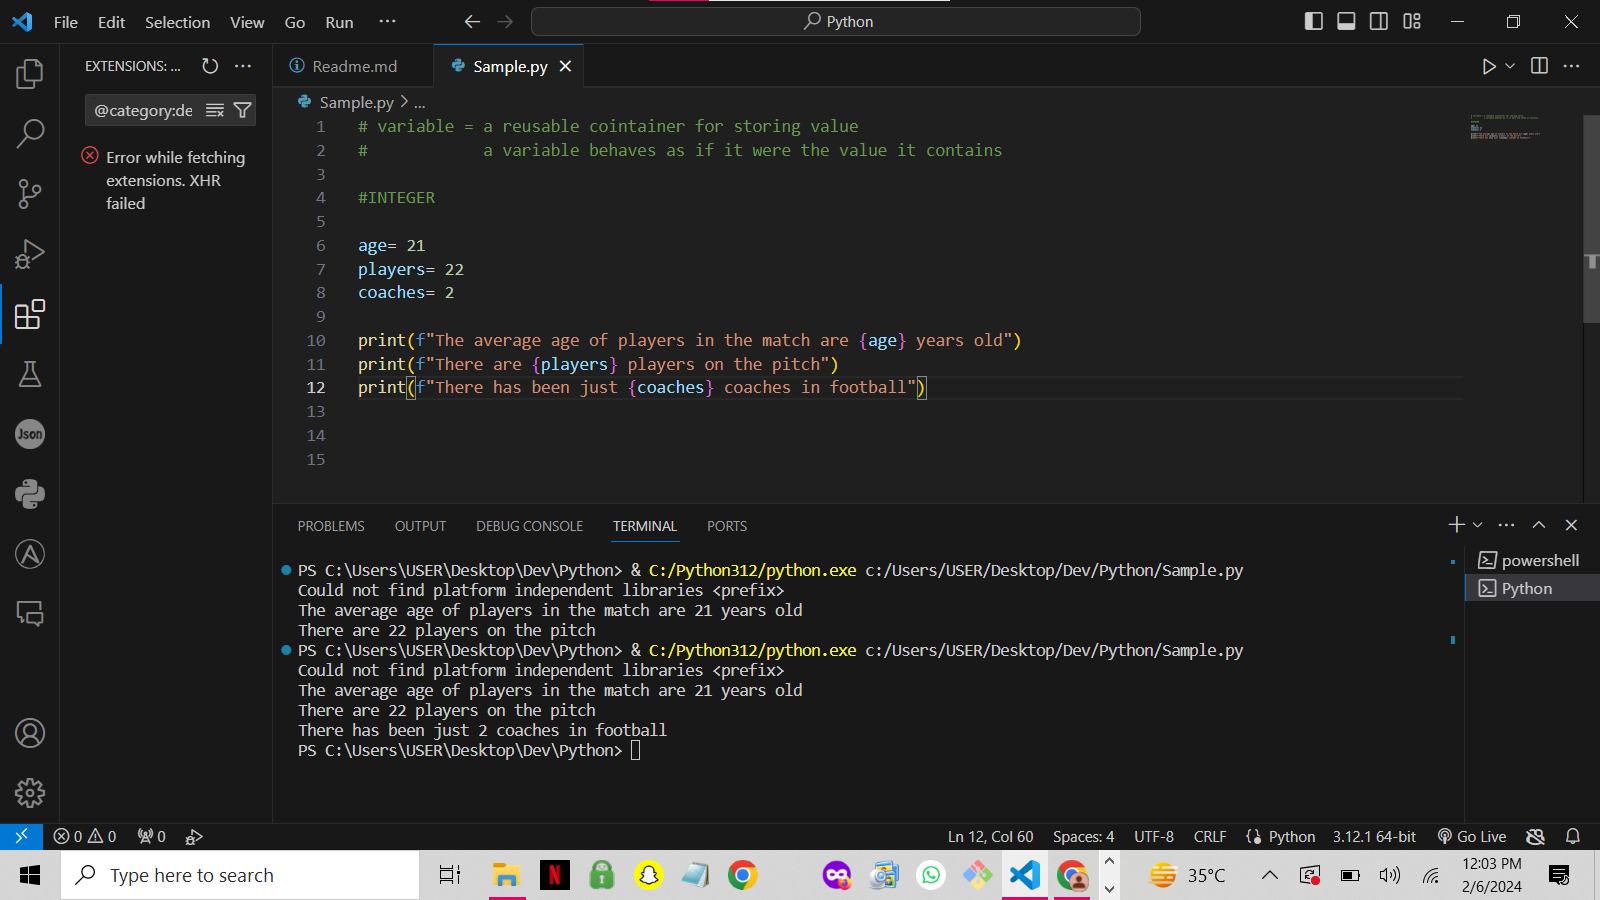 File Edit Selection View Go Run ··· Python
EXTENSIONS: ...
@category:de
Error while fetching
extensions. XHR
failed
Readme.md
Sample.py
Sample.py > ...
1 # variable = a reusable cointainer for storing value
2 #            a variable behaves as if it were the value it contains
3
4 #INTEGER
5
6 age= 21
7 players= 22
8 coaches= 2
9
10 print(f"The average age of players in the match are {age} years old")
11 print(f"There are {players} players on the pitch")
12 print(f"There has been just {coaches} coaches in football")
13
14
15
PROBLEMS OUTPUT DEBUG CONSOLE TERMINAL PORTS
PS C:\Users\USER\Desktop\Dev\Python> & C:/Python312/python.exe c:/Users/USER/Desktop/Dev/Python/Sample.py
Could not find platform independent libraries <prefix>
The average age of players in the match are 21 years old
There are 22 players on the pitch
PS C:\Users\USER\Desktop\Dev\Python> & C:/Python312/python.exe c:/Users/USER/Desktop/Dev/Python/Sample.py
Could not find platform independent libraries <prefix>
The average age of players in the match are 21 years old
There are 22 players on the pitch
There has been just 2 coaches in football
PS C:\Users\USER\Desktop\Dev\Python>
powershell
Python
Json
0 0 0 Ln 12, Col 60 Spaces: 4 UTF-8 CRLF Python 3.12.1 64-bit Go Live
Type here to search
N
35°C
12:03 PM
2/6/2024